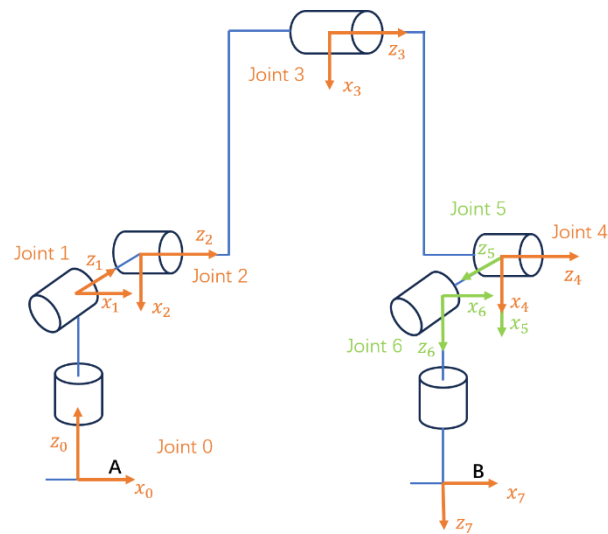 z₃
Joint 3
x₃
Joint 5
Joint 1
z₁
z₂
z₅
Joint 4
Joint 2
z₄
x₁
x₂
x₆
x₄
x₅
Joint 6
z₆
z₀
Joint 0
A
x₀
B
x₇
z₇